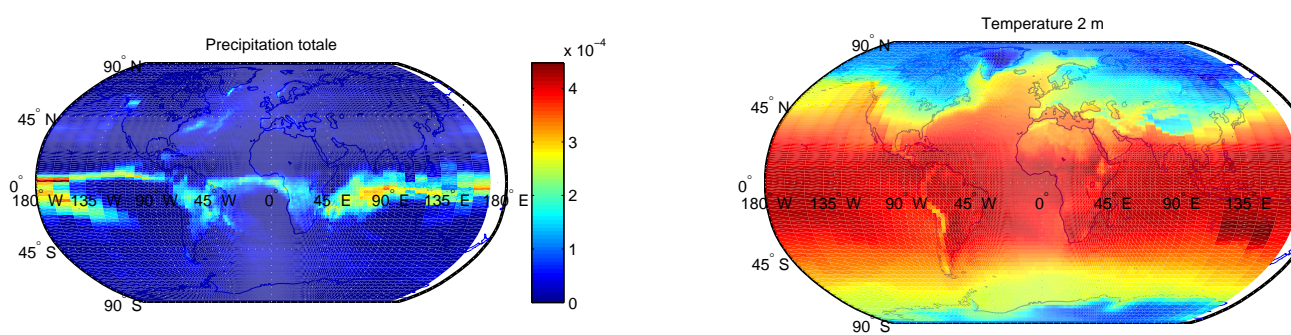 Precipitation totale
x 10⁻⁴
90° N
45° N
0°
180° W 135° W 90° W 45° W 0° 45° E 90° E 135° E 180° E
45° S
90° S
4
3
2
1
0
Temperature 2 m
90° N
45° N
0°
180° W 135° W 90° W 45° W 0° 45° E 90° E 135° E
45° S
90° S